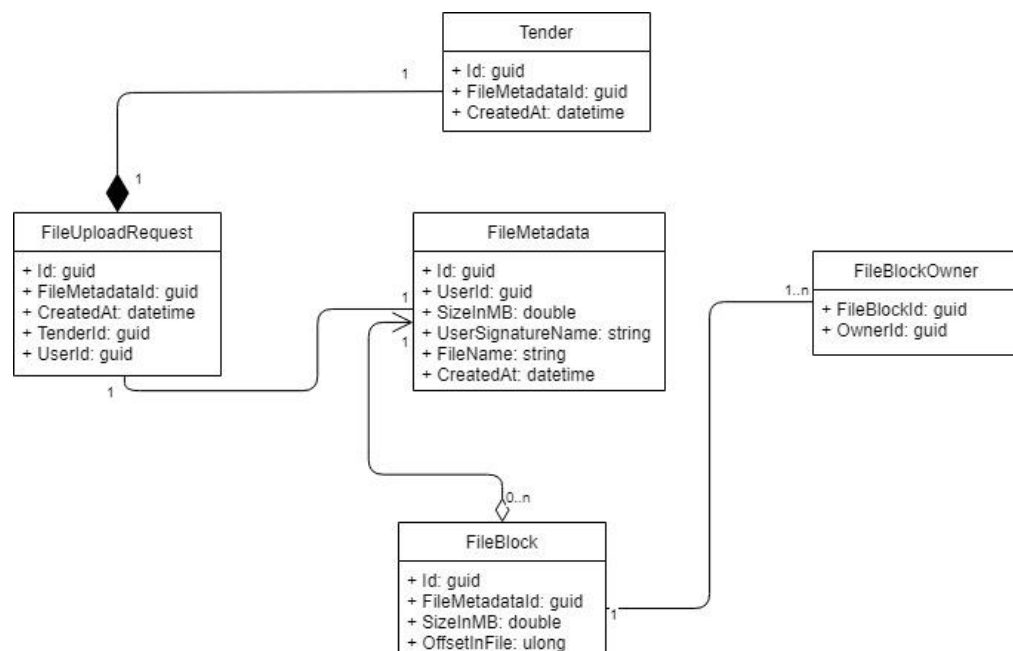 Tender
+ Id: guid
+ FileMetadataId: guid
+ CreatedAt: datetime
1
1
FileUploadRequest
+ Id: guid
+ FileMetadataId: guid
+ CreatedAt: datetime
+ TenderId: guid
+ UserId: guid
1
FileMetadata
+ Id: guid
+ UserId: guid
+ SizeInMB: double
+ UserSignatureName: string
+ FileName: string
+ CreatedAt: datetime
1
1
FileBlockOwner
+ FileBlockId: guid
+ OwnerId: guid
1..n
0..n
FileBlock
+ Id: guid
+ FileMetadataId: guid
+ SizeInMB: double
+ OffsetInFile: ulong
1